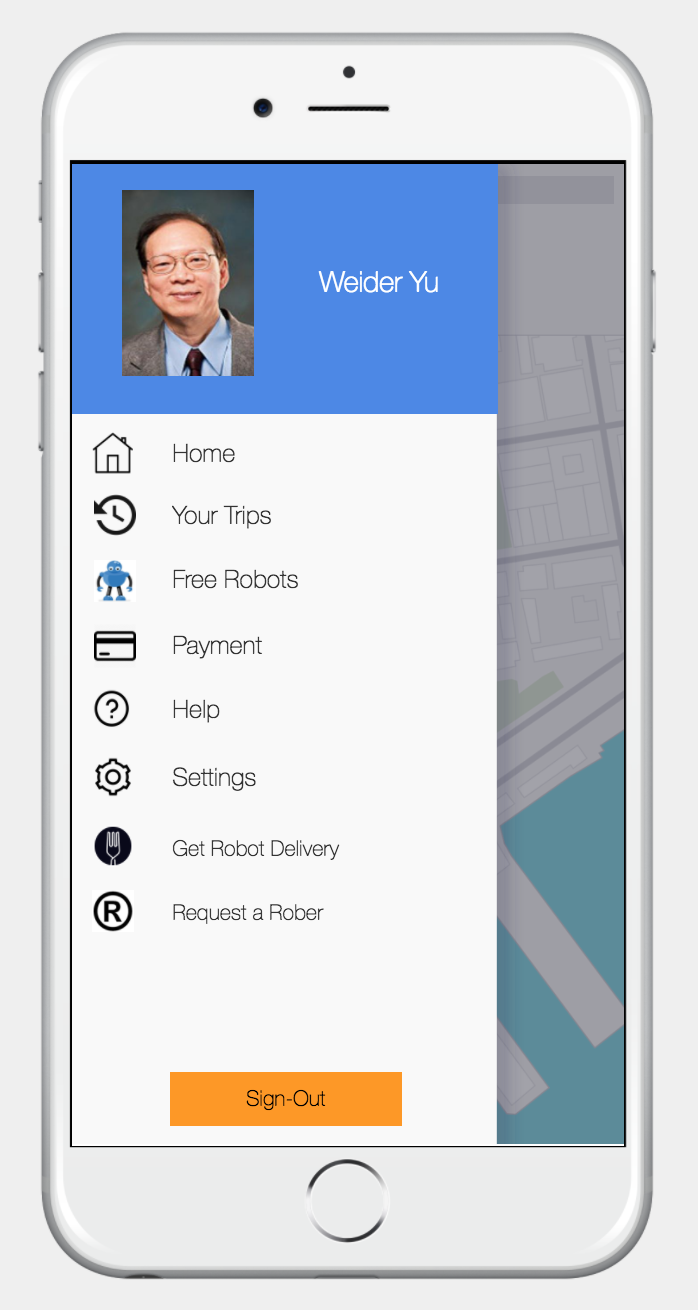 Weider Yu
Home
Your Trips
Free Robots
Payment
Help
Settings
Get Robot Delivery
R
Request a Rober
Sign-Out